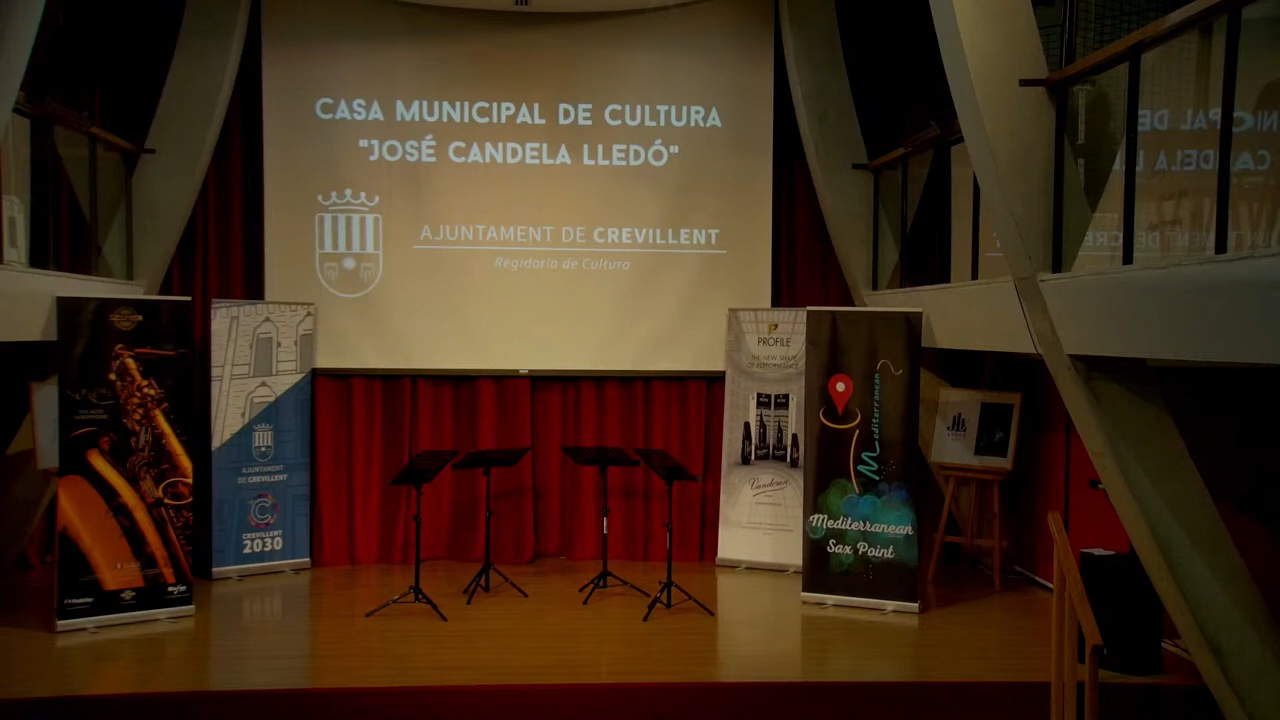 CASA MUNICIPAL DE CULTURA
"JOSÉ CANDELA LLEDÓ"
AJUNTAMENT DE CREVILLENT
Regidoria de Cultura
AJUNTAMENT
DE CREVILLENT
CREVILLENT
2030
PROFILE
THE NEW SHAPE
OF PERFORMANCE
Vandoren
Mediterranean
Mediterranean
Sax Point